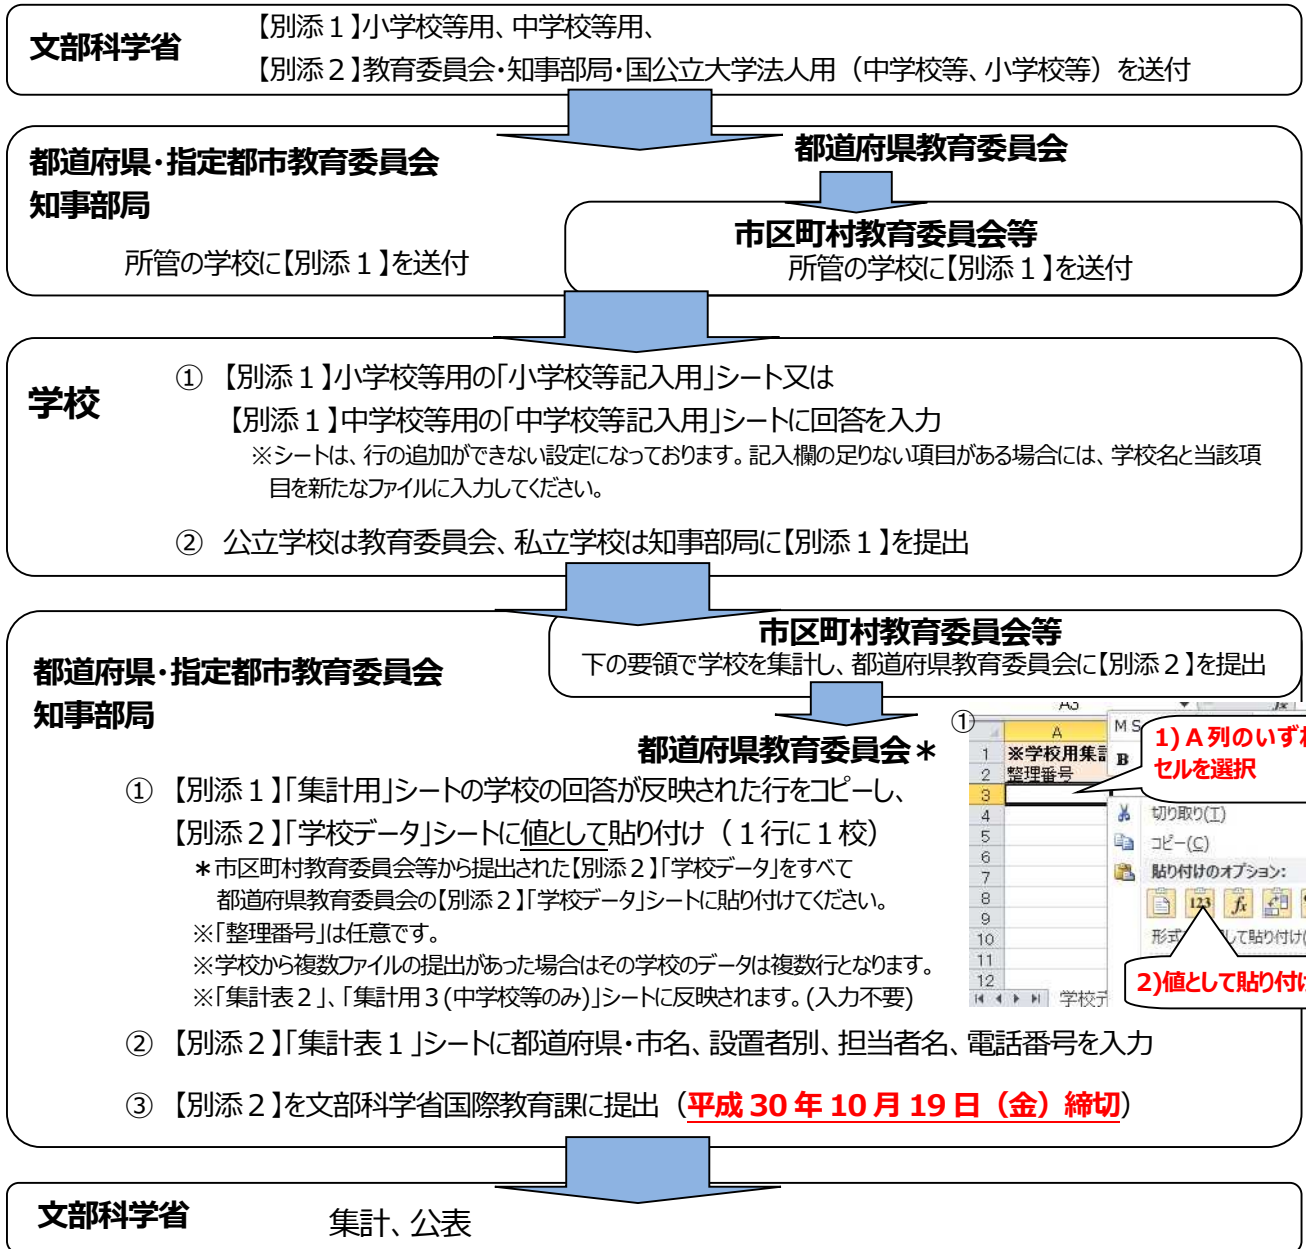 文部科学省
【別添１】小学校等用、中学校等用、
【別添２】教育委員会・知事部局・国公立大学法人用（中学校等、小学校等）を送付
都道府県・指定都市教育委員会
知事部局
所管の学校に【別添１】を送付
都道府県教育委員会
市区町村教育委員会等
所管の学校に【別添１】を送付
学校
① 【別添１】小学校等用の「小学校等記入用」シート又は
【別添１】中学校等用の「中学校等記入用」シートに回答を入力
※シートは、行の追加ができない設定になっております。記入欄の足りない項目がある場合には、学校名と当該項
目を新たなファイルに入力してください。
② 公立学校は教育委員会、私立学校は知事部局に【別添１】を提出
市区町村教育委員会等
下の要領で学校を集計し、都道府県教育委員会に【別添２】を提出
都道府県・指定都市教育委員会
知事部局
都道府県教育委員会＊
① 【別添１】「集計用」シートの学校の回答が反映された行をコピーし、
【別添２】「学校データ」シートに値として貼り付け（１行に１校）
＊市区町村教育委員会等から提出された【別添２】「学校データ」をすべて
都道府県教育委員会の【別添２】「学校データ」シートに貼り付けてください。
※「整理番号」は任意です。
※学校から複数ファイルの提出があった場合はその学校のデータは複数行となります。
※「集計表２」、「集計用３(中学校等のみ)」シートに反映されます。(入力不要)
①
A3
A
MS
1 ※学校用集計
2 整理番号
3
4
5
6
7
8
9
10
11
12
学校デ
1)Ａ列のいずれ
セルを選択
B
切り取り(T)
コピー(C)
貼り付けのオプション:
123
fx
形式
して貼り付け(
2)値として貼り付け
② 【別添２】「集計表１」シートに都道府県・市名、設置者別、担当者名、電話番号を入力
③ 【別添２】を文部科学省国際教育課に提出（平成 30 年 10 月 19 日（金）締切）
文部科学省
集計、公表